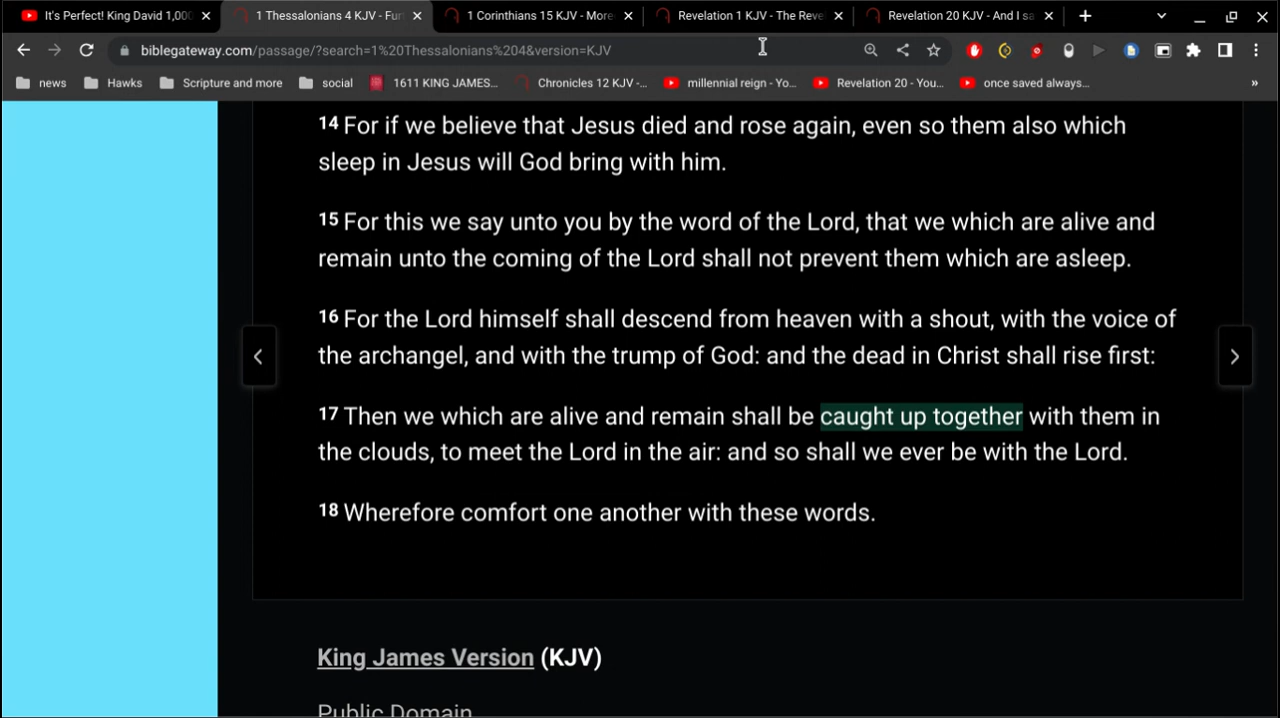 It's Perfect! King David 1,000
1 Thessalonians 4 KJV - Fur
1 Corinthians 15 KJV - More
Revelation 1 KJV - The Reve
Revelation 20 KJV - And I sa
biblegateway.com/passage/?search=1%20Thessalonians%204&version=KJV
news
Hawks
Scripture and more
social
1611 KING JAMES...
Chronicles 12 KJV -...
millennial reign - Yo...
Revelation 20 - You...
once saved always...
»
14 For if we believe that Jesus died and rose again, even so them also which
sleep in Jesus will God bring with him.
15 For this we say unto you by the word of the Lord, that we which are alive and
remain unto the coming of the Lord shall not prevent them which are asleep.
16 For the Lord himself shall descend from heaven with a shout, with the voice of
the archangel, and with the trump of God: and the dead in Christ shall rise first:
17 Then we which are alive and remain shall be caught up together with them in
the clouds, to meet the Lord in the air: and so shall we ever be with the Lord.
18 Wherefore comfort one another with these words.
King James Version (KJV)
Public Domain